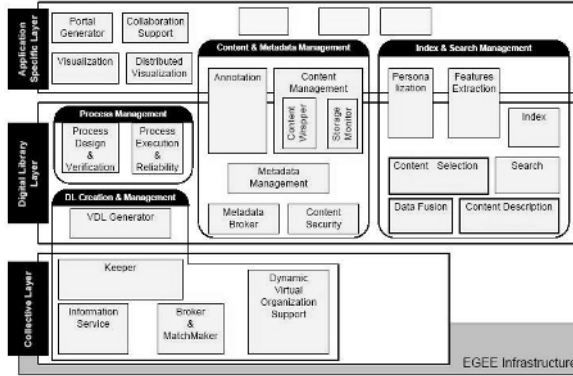 Application
Specific Layer
Portal
Generator
Collaboration
Support
Visualization
Distributed
Visualization
Content & Metadata Management
Annotation
Content
Management
Content
Wrapper
Storage
Monitor
Metadata
Management
Metadata
Broker
Content
Security
Index & Search Management
Persona
lization
Features
Extraction
Index
Content Selection
Search
Data Fusion
Content Description
Digital Library
Layer
Process Management
Process
Design
&
Verification
Process
Execution
&
Reliability
DL Creation & Management
VDL Generator
Collective Layer
Keeper
Information
Service
Broker
&
MatchMaker
Dynamic
Virtual
Organization
Support
EGEE Infrastructure